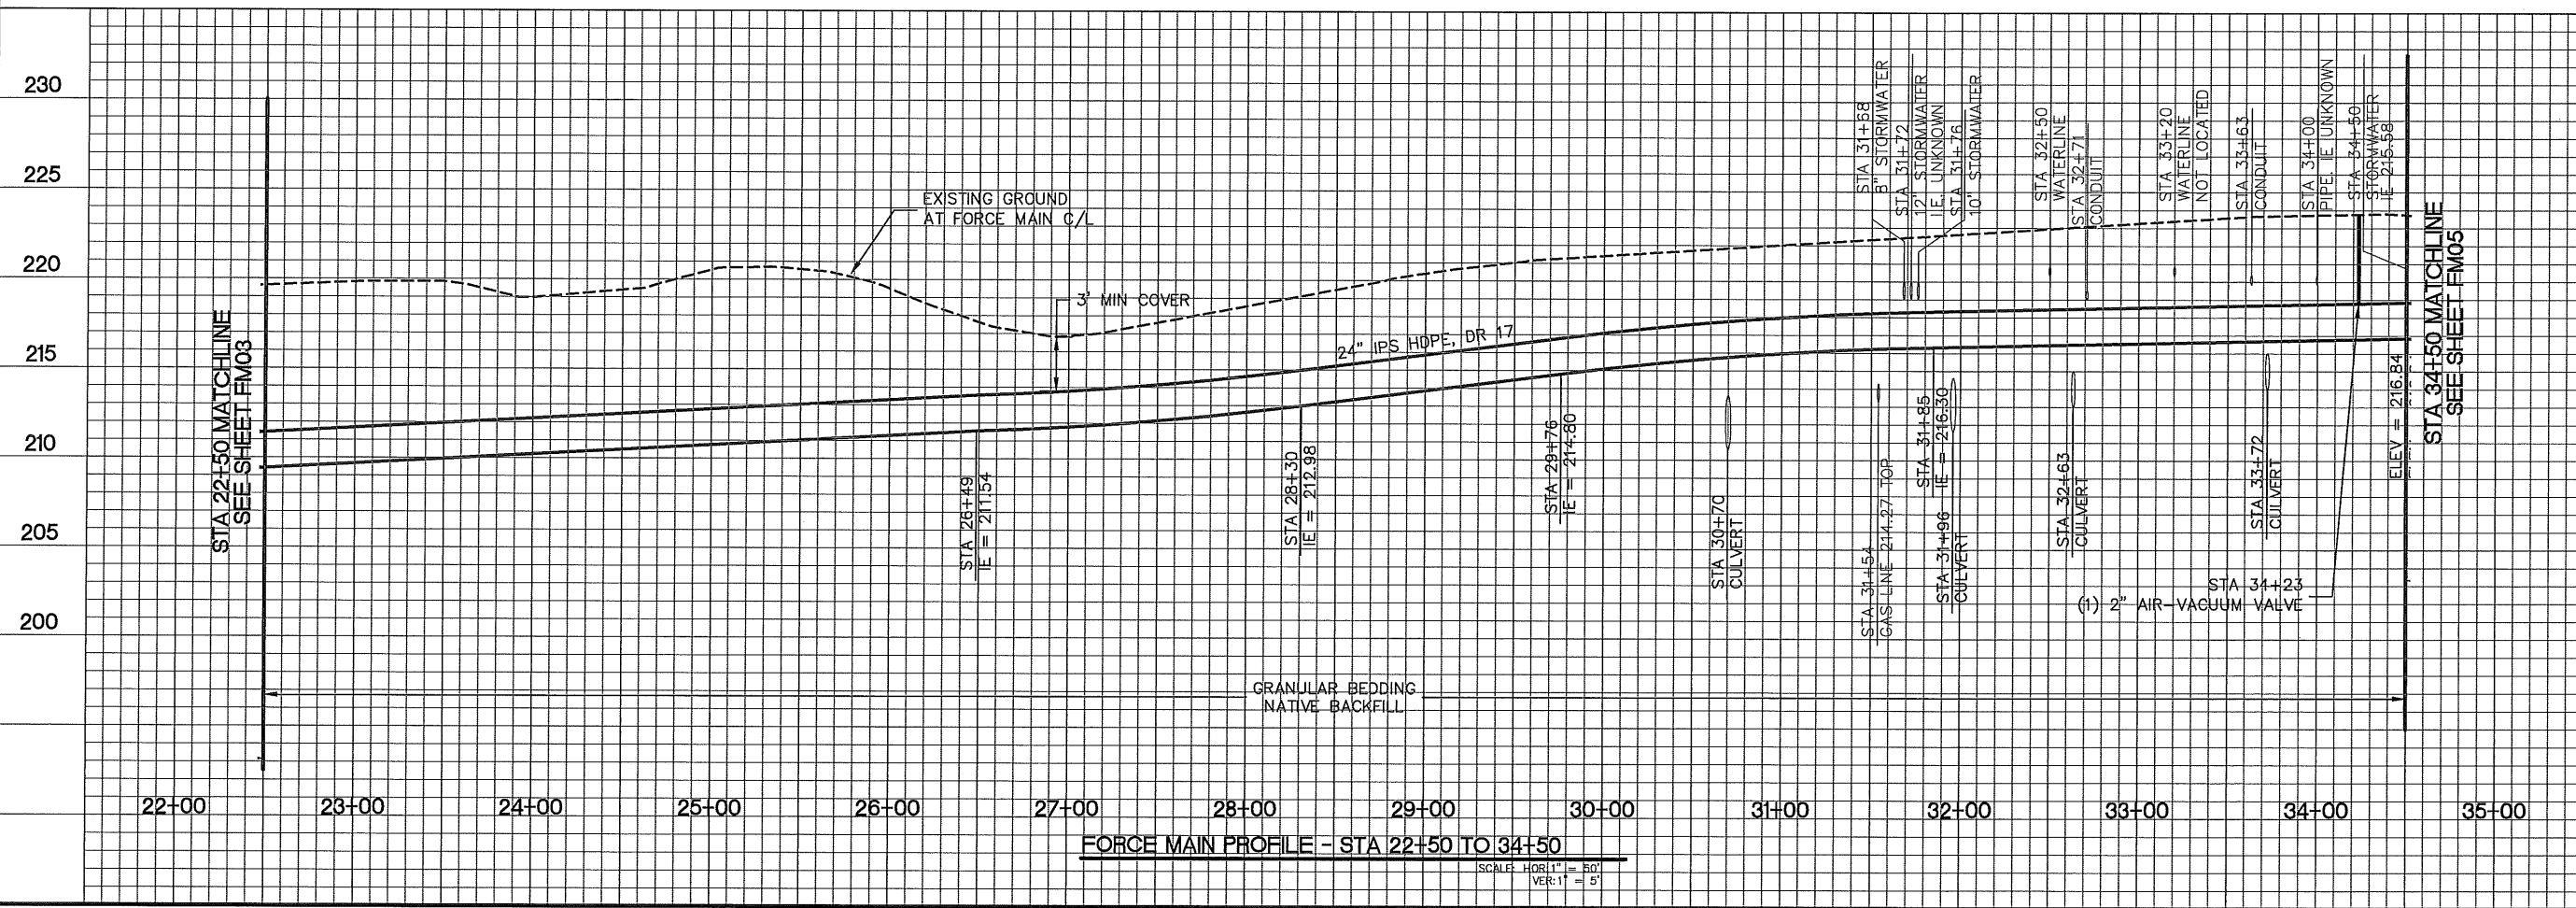 230
225
220
215
210
205
200
STA 22+50 MATCHLINE
SEE SHEET FM03
EXISTING GROUND
AT FORCE MAIN C/L
3' MIN COVER
24" IPS HDPE, DR 17
STA 26+49
IE = 211.54
STA 28+30
IE = 212.98
STA 29+76
IE = 214.80
STA 30+70
CULVERT
STA 31+54
GAS LINE 214.27 TOP
STA 31+85
IE = 216.30
STA 31+96
CULVERT
STA 32+63
CULVERT
STA 33+72
CULVERT
STA 31+68
8" STORMWATER
STA 31+72
12" STORMWATER
I.E. UNKNOWN
STA 31+76
10" STORMWATER
STA 32+50
WATERLINE
STA 32+71
CONDUIT
STA 33+20
WATERLINE
NOT LOCATED
STA 33+63
CONDUIT
STA 34+00
PIPE. IE UNKNOWN
STA 34+50
STORMWATER
IE 215.58
ELEV = 216.84
STA 34+50 MATCHLINE
SEE SHEET FM05
STA 34+23
(1) 2" AIR-VACUUM VALVE
GRANULAR BEDDING
NATIVE BACKFILL
22+00 23+00 24+00 25+00 26+00 27+00 28+00 29+00 30+00 31+00 32+00 33+00 34+00 35+00
FORCE MAIN PROFILE - STA 22+50 TO 34+50
SCALE: HOR:1" = 50'
VER:1" = 5'